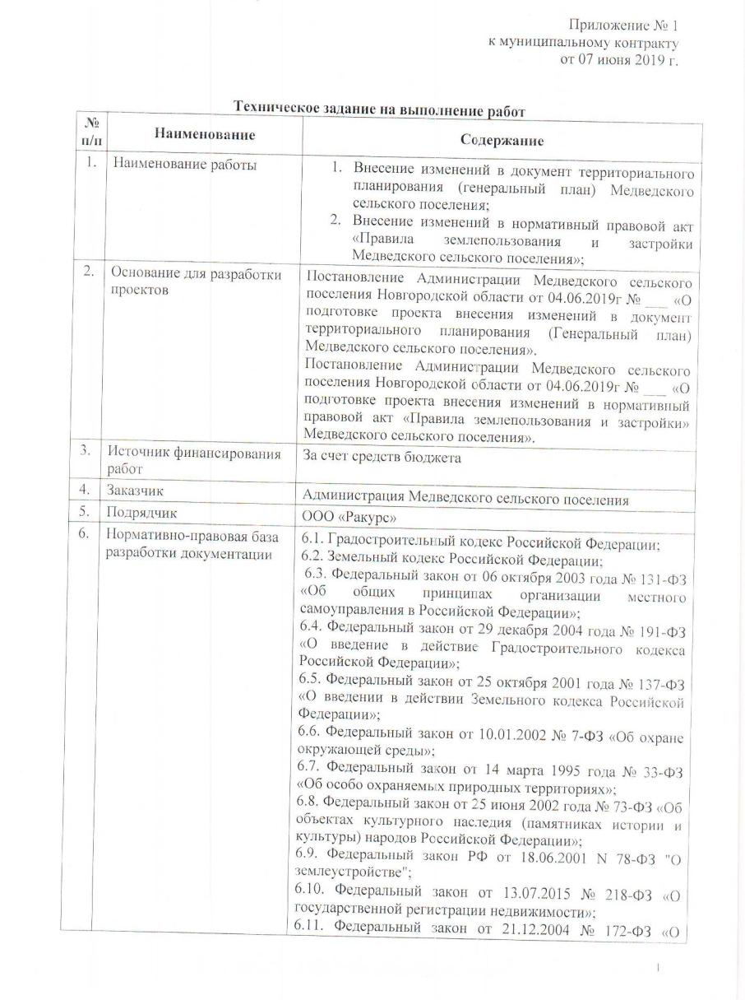 Приложение № 1
к муниципальному контракту
от 07 июня 2019 г.
Техническое задание на выполнение работ
№
п/п
Наименование
Содержание
1.
Наименование работы
1. Внесение изменений в документ территориального
планирования (генеральный план) Медведского
сельского поселения;
2. Внесение изменений в нормативный правовой акт
«Правила землепользования и застройки
Медведского сельского поселения»;
2.
Основание для разработки
проектов
Постановление Администрации Медведского сельского
поселения Новгородской области от 04.06.2019г № ___ «О
подготовке проекта внесения изменений в документ
территориального планирования (Генеральный план)
Медведского сельского поселения».
Постановление Администрации Медведского сельского
поселения Новгородской области от 04.06.2019г № ___ «О
подготовке проекта внесения изменений в нормативный
правовой акт «Правила землепользования и застройки»
Медведского сельского поселения».
3.
Источник финансирования
работ
За счет средств бюджета
4.
Заказчик
Администрация Медведского сельского поселения
5.
Подрядчик
ООО «Ракурс»
6.
Нормативно-правовая база
разработки документации
6.1. Градостроительный кодекс Российской Федерации;
6.2. Земельный кодекс Российской Федерации;
6.3. Федеральный закон от 06 октября 2003 года № 131-ФЗ
«Об общих принципах организации местного
самоуправления в Российской Федерации»;
6.4. Федеральный закон от 29 декабря 2004 года № 191-ФЗ
«О введение в действие Градостроительного кодекса
Российской Федерации»;
6.5. Федеральный закон от 25 октября 2001 года № 137-ФЗ
«О введении в действии Земельного кодекса Российской
Федерации»;
6.6. Федеральный закон от 10.01.2002 № 7-ФЗ «Об охране
окружающей среды»;
6.7. Федеральный закон от 14 марта 1995 года № 33-ФЗ
«Об особо охраняемых природных территориях»;
6.8. Федеральный закон от 25 июня 2002 года № 73-ФЗ «Об
объектах культурного наследия (памятниках истории и
культуры) народов Российской Федерации»;
6.9. Федеральный закон РФ от 18.06.2001 N 78-ФЗ "О
землеустройстве";
6.10. Федеральный закон от 13.07.2015 № 218-ФЗ «О
государственной регистрации недвижимости»;
6.11. Федеральный закон от 21.12.2004 № 172-ФЗ «О
1